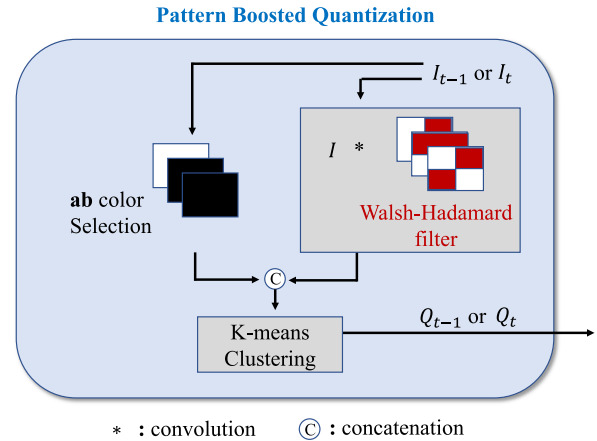 Pattern Boosted Quantization
I_{t-1} or I_t
I *
ab color
Selection
Walsh-Hadamard
filter
C
K-means
Clustering
Q_{t-1} or Q_t
* : convolution
C : concatenation